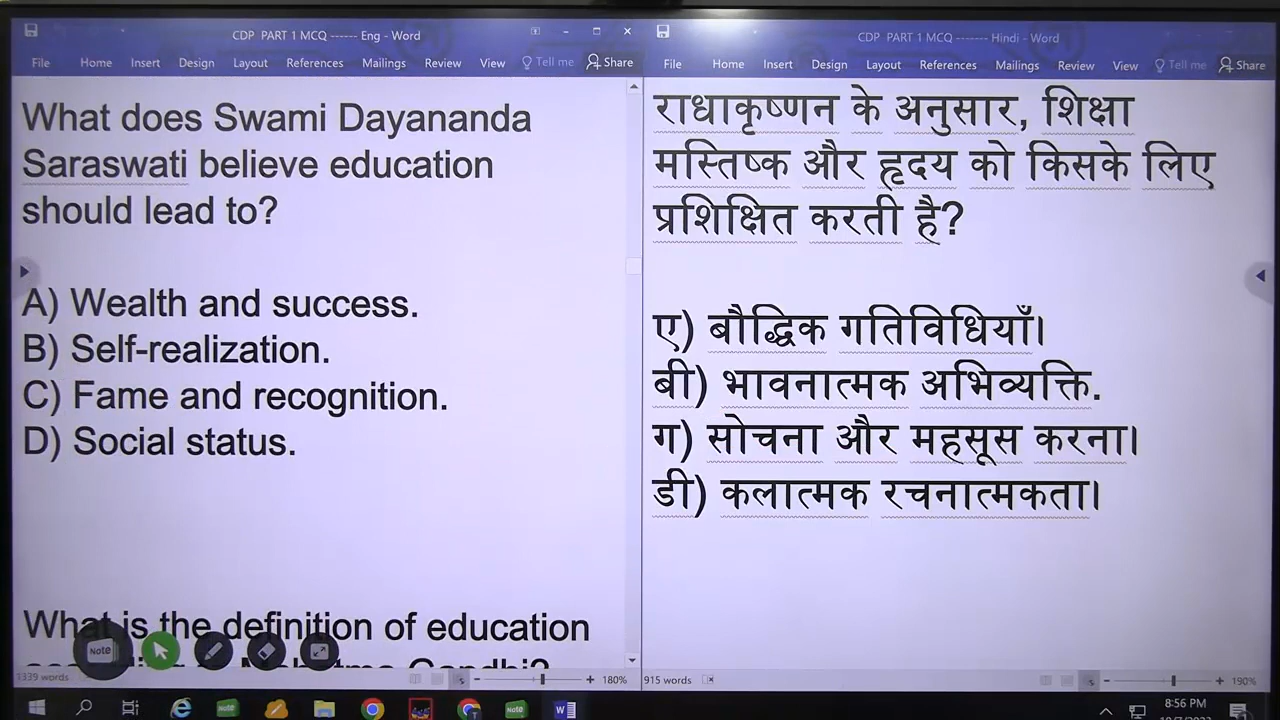 CDP PART 1 MCQ ------ Eng - Word
File Home Insert Design Layout References Mailings Review View Tell me Share
What does Swami Dayananda
Saraswati believe education
should lead to?
A) Wealth and success.
B) Self-realization.
C) Fame and recognition.
D) Social status.
What is the definition of education
1339 words
180%
CDP PART 1 MCQ ------- Hindi - Word
File Home Insert Design Layout References Mailings Review View Tell me Share
राधाकृष्णन के अनुसार, शिक्षा
मस्तिष्क और हृदय को किसके लिए
प्रशिक्षित करती है?
ए) बौद्धिक गतिविधियाँ।
बी) भावनात्मक अभिव्यक्ति.
ग) सोचना और महसूस करना।
डी) कलात्मक रचनात्मकता।
915 words
190%
Note
8:56 PM